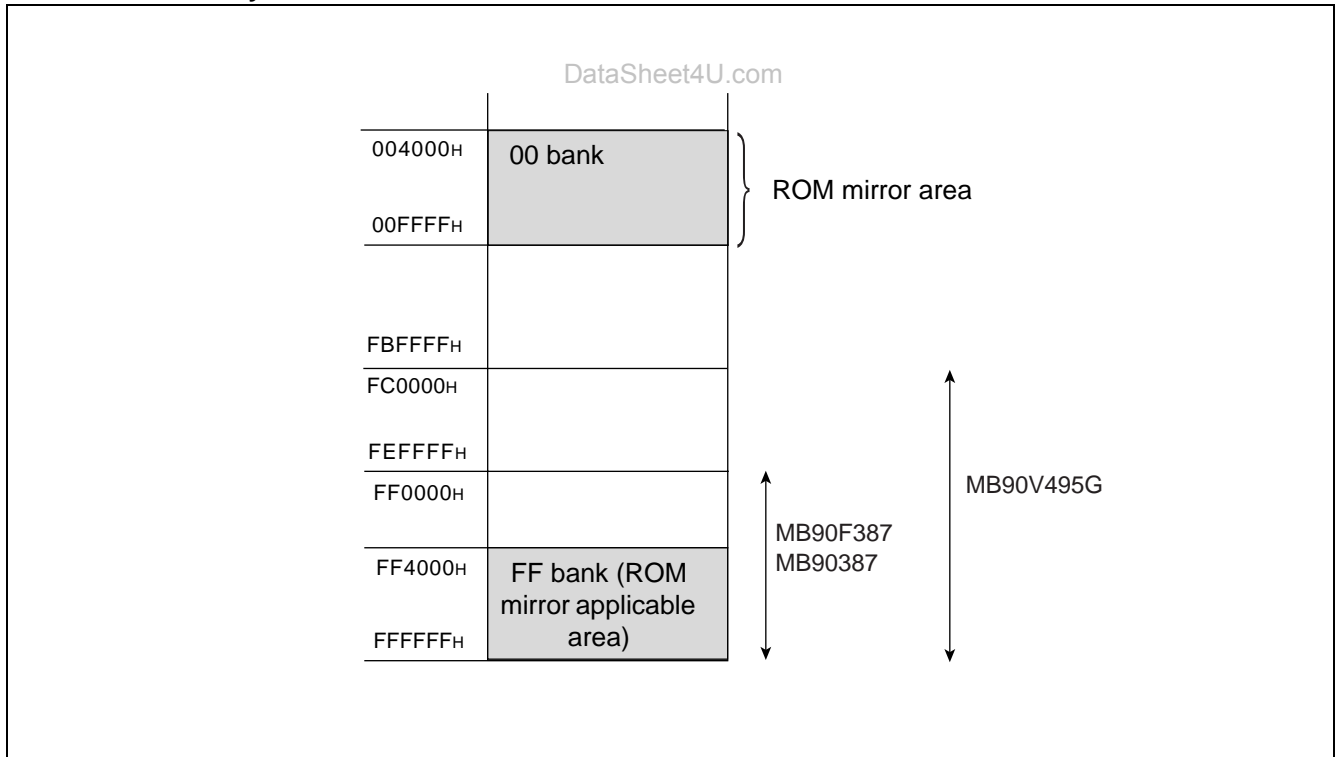 DataSheet4U.com
004000H
00 bank
ROM mirror area
00FFFFH
FBFFFFH
FC0000H
FEFFFFH
FF0000H
MB90V495G
MB90F387
MB90387
FF4000H
FF bank (ROM
mirror applicable
area)
FFFFFFH